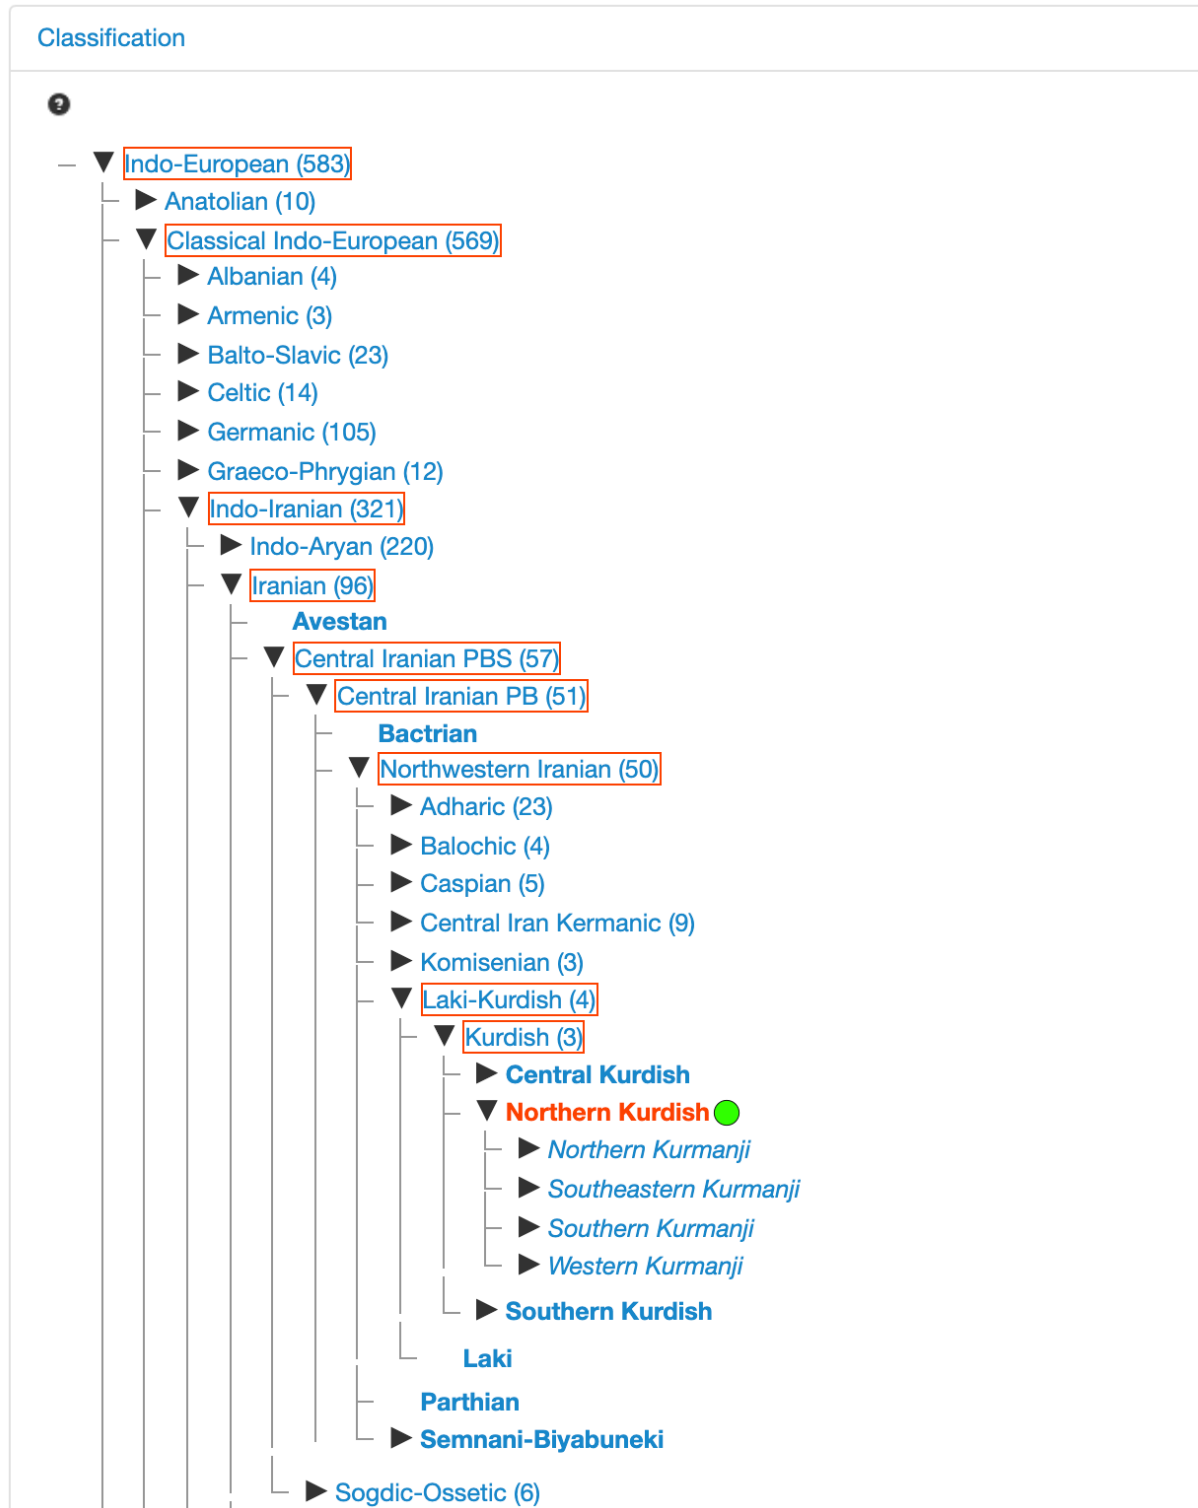 Classification
?
Indo-European (583)
Anatolian (10)
Classical Indo-European (569)
Albanian (4)
Armenic (3)
Balto-Slavic (23)
Celtic (14)
Germanic (105)
Graeco-Phrygian (12)
Indo-Iranian (321)
Indo-Aryan (220)
Iranian (96)
Avestan
Central Iranian PBS (57)
Central Iranian PB (51)
Bactrian
Northwestern Iranian (50)
Adharic (23)
Balochic (4)
Caspian (5)
Central Iran Kermanic (9)
Komisenian (3)
Laki-Kurdish (4)
Kurdish (3)
Central Kurdish
Northern Kurdish
Northern Kurmanji
Southeastern Kurmanji
Southern Kurmanji
Western Kurmanji
Southern Kurdish
Laki
Parthian
Semnani-Biyabuneki
Sogdic-Ossetic (6)